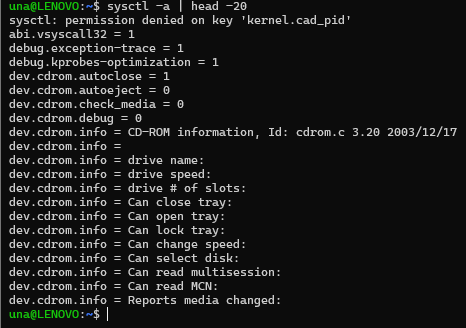 una@LENOVO:~$ sysctl -a | head -20
sysctl: permission denied on key 'kernel.cad_pid'
abi.vsyscall32 = 1
debug.exception-trace = 1
debug.kprobes-optimization = 1
dev.cdrom.autoclose = 1
dev.cdrom.autoeject = 0
dev.cdrom.check_media = 0
dev.cdrom.debug = 0
dev.cdrom.info = CD-ROM information, Id: cdrom.c 3.20 2003/12/17
dev.cdrom.info =
dev.cdrom.info = drive name:
dev.cdrom.info = drive speed:
dev.cdrom.info = drive # of slots:
dev.cdrom.info = Can close tray:
dev.cdrom.info = Can open tray:
dev.cdrom.info = Can lock tray:
dev.cdrom.info = Can change speed:
dev.cdrom.info = Can select disk:
dev.cdrom.info = Can read multisession:
dev.cdrom.info = Can read MCN:
dev.cdrom.info = Reports media changed:
una@LENOVO:~$